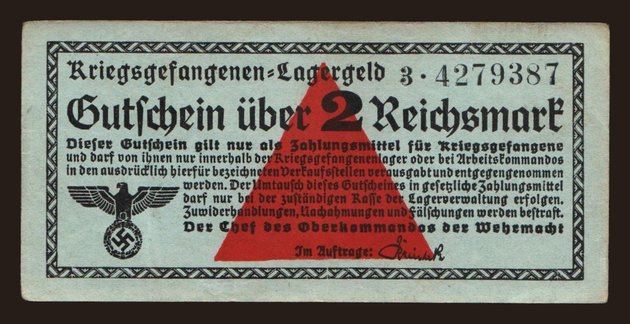 Kriegsgefangenen-Lagergeld 3·4279387
Gutschein über 2 Reichsmark
Dieser Gutschein gilt nur als Zahlungsmittel für Kriegsgefangene
und darf von ihnen nur innerhalb der Kriegsgefangenenlager oder bei Arbeitskommandos
in den ausdrücklich hierfür bezeichneten Verkaufsstellen verausgabt und entgegengenommen
werden. Der Umtausch dieses Gutscheines in gesetzliche Zahlungsmittel
darf nur bei der zuständigen Kasse der Lagerverwaltung erfolgen.
Zuwiderhandlungen, Nachahmungen und Fälschungen werden bestraft.
Der Chef des Oberkommandos der Wehrmacht
Im Auftrage: